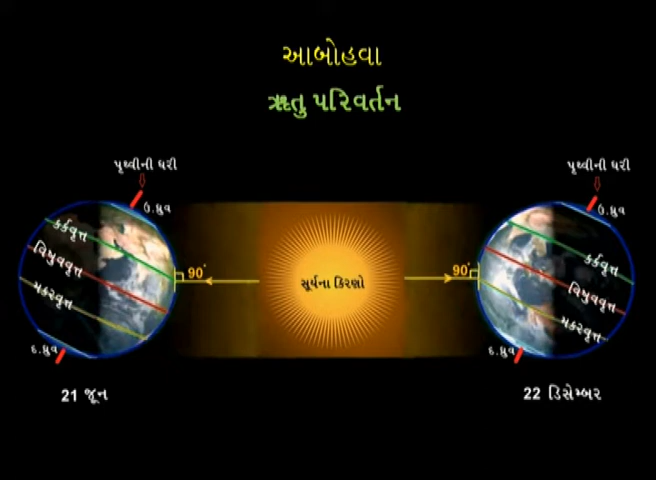 આબોહવા
ઋતુ પરિવર્તન
પૃથ્વીની ધરી
ઉ.ધ્રુવ
કર્કવૃત્ત
વિષુવવૃત્ત
મકરવૃત્ત
90°
દ.ધ્રુવ
21 જૂન
સૂર્યના કિરણો
પૃથ્વીની ધરી
ઉ.ધ્રુવ
90°
કર્કવૃત્ત
વિષુવવૃત્ત
મકરવૃત્ત
દ.ધ્રુવ
22 ડિસેમ્બર